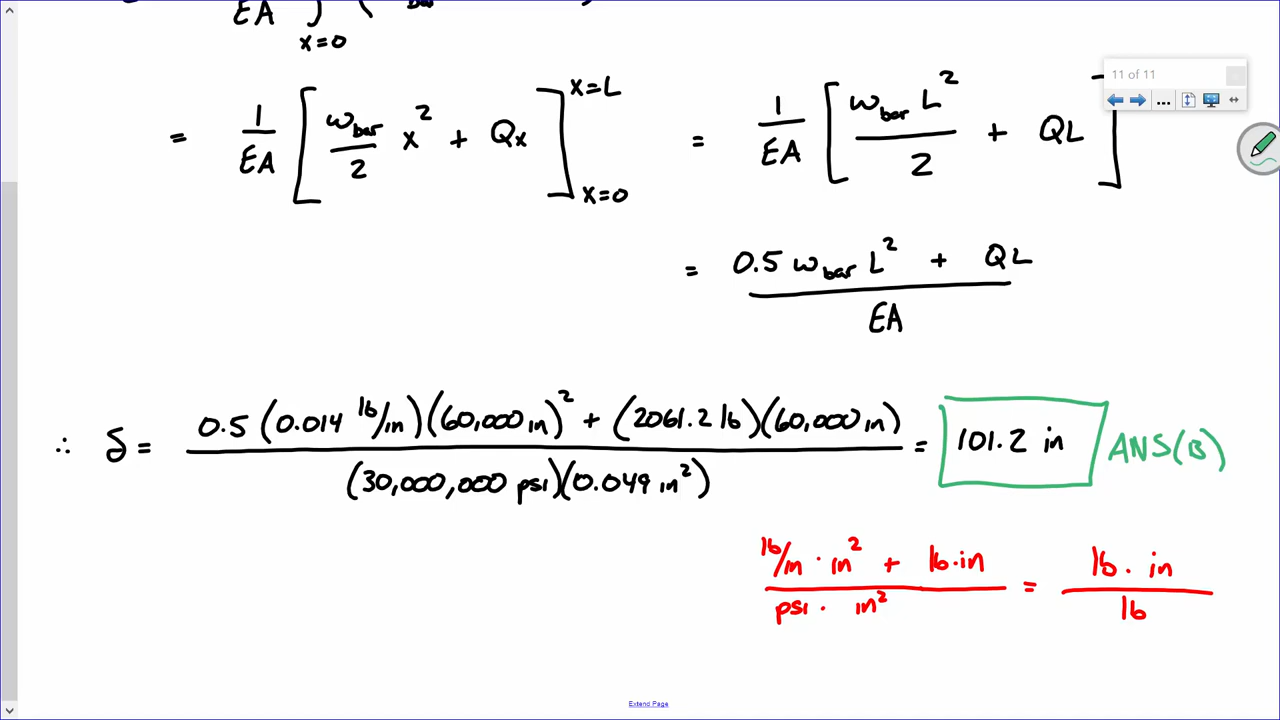 EA ∫
x=0
= 1/EA [ ω_bar/2 x² + Qx ] x=L x=0 = 1/EA [ ω_bar L²/2 + QL ]
11 of 11
= 0.5 ω_bar L² + QL / EA
∴ δ = 0.5 (0.014 lb/in)(60,000 in)² + (2061.2 lb)(60,000 in) / (30,000,000 psi)(0.049 in²) = 101.2 in ANS(B)
lb/in · in² + lb·in / psi · in² = lb · in / lb
Extend Page